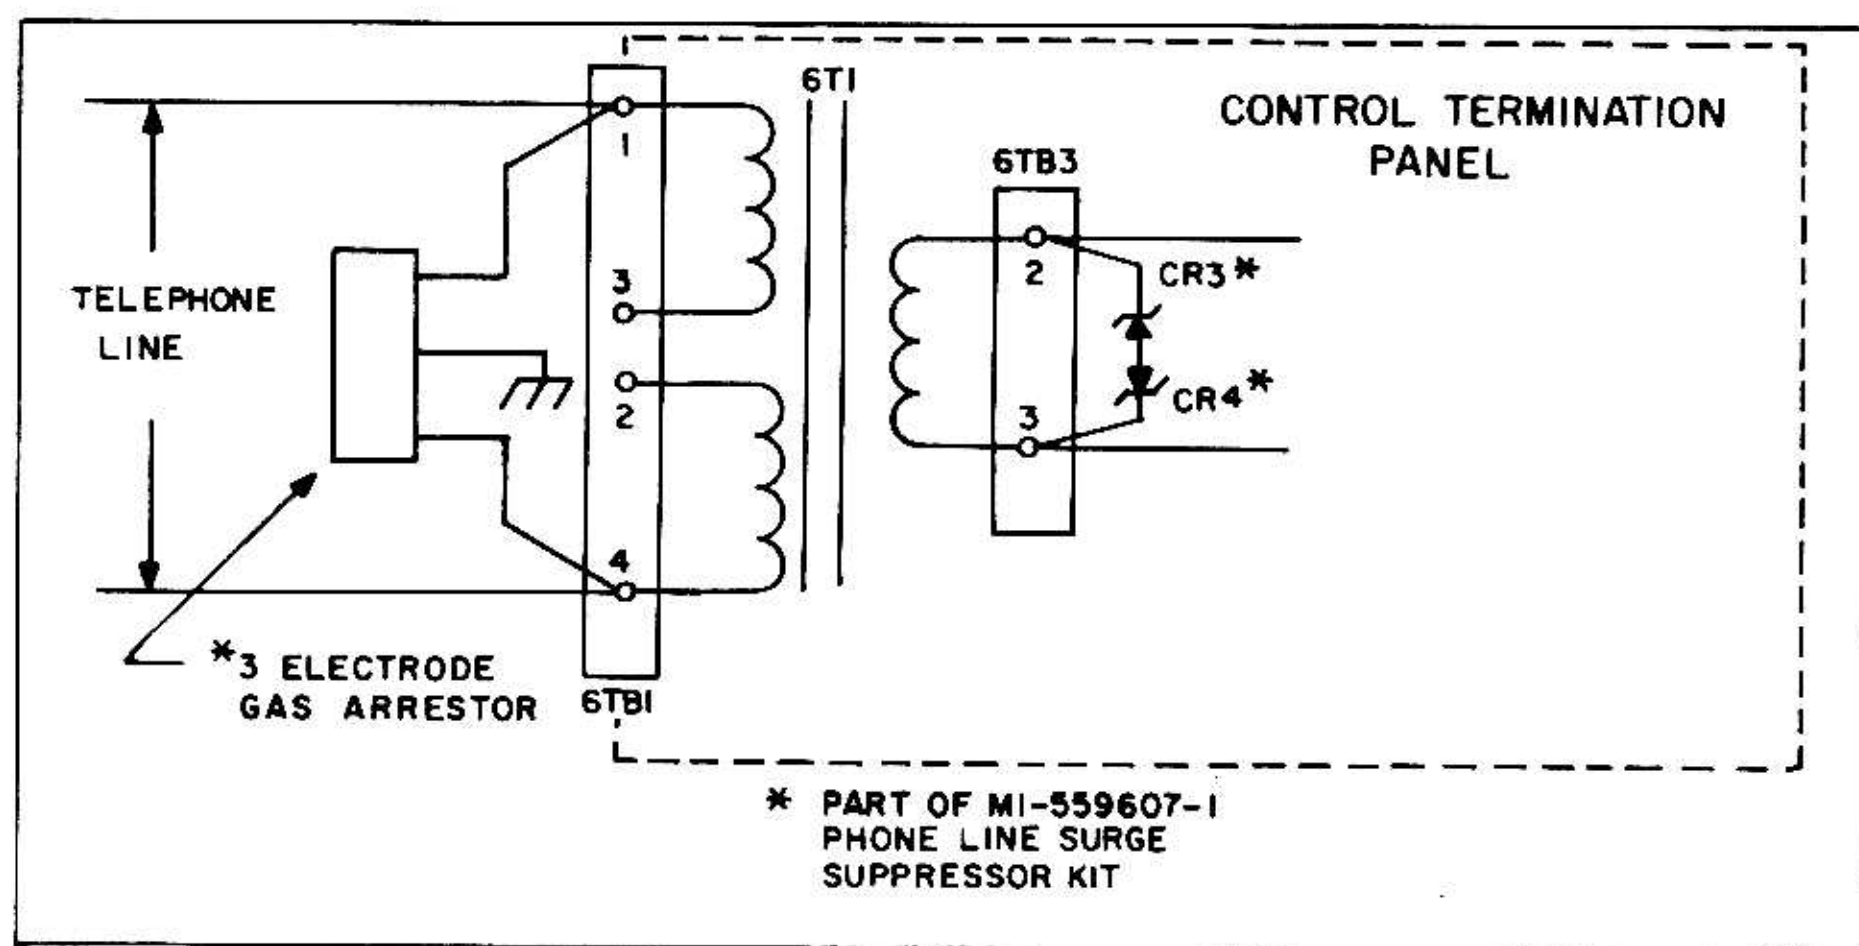 6T1
CONTROL TERMINATION
PANEL
1
6TB3
2
CR3*
3
TELEPHONE
LINE
2
CR4*
3
4
*3 ELECTRODE
GAS ARRESTOR
6TB1
* PART OF MI-559607-1
PHONE LINE SURGE
SUPPRESSOR KIT